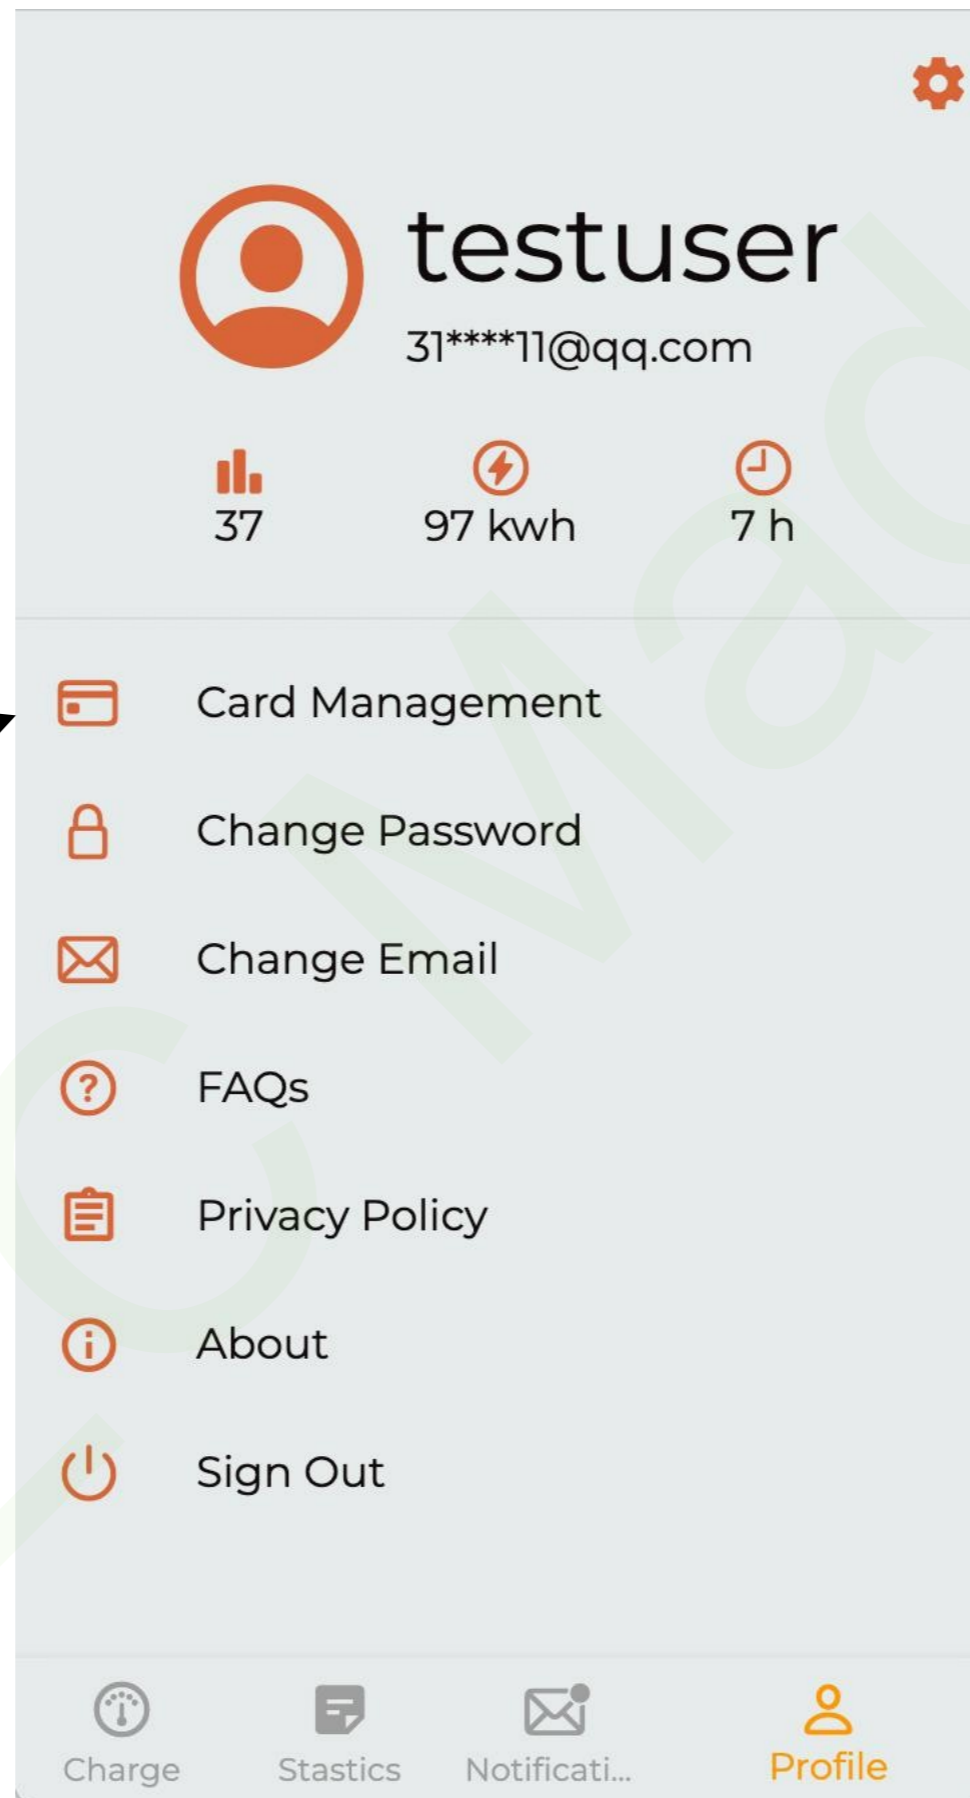 testuser
31****11@qq.com
37 97 kwh 7 h
Card Management
Change Password
Change Email
FAQs
Privacy Policy
About
Sign Out
Charge Stastics Notificati... Profile